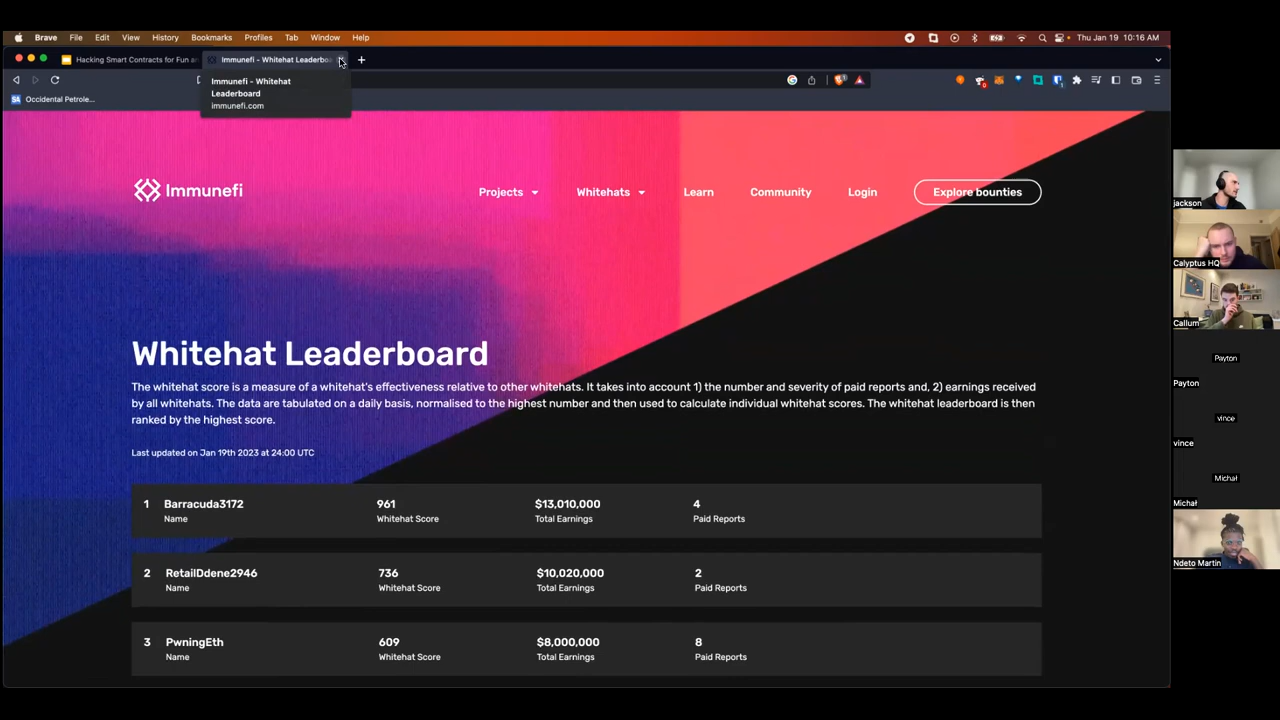 Brave File Edit View History Bookmarks Profiles Tab Window Help
Thu Jan 19 10:16 AM
Hacking Smart Contracts for Fun a
Immunefi - Whitehat Leaderbo
Immunefi - Whitehat
Leaderboard
immunefi.com
Occidental Petrole...
Immunefi
Projects Whitehats Learn Community Login Explore bounties
Whitehat Leaderboard
The whitehat score is a measure of a whitehat's effectiveness relative to other whitehats. It takes into account 1) the number and severity of paid reports and, 2) earnings received
by all whitehats. The data are tabulated on a daily basis, normalised to the highest number and then used to calculate individual whitehat scores. The whitehat leaderboard is then
ranked by the highest score.
Last updated on Jan 19th 2023 at 24:00 UTC
1 Barracuda3172 961 $13,010,000 4
Name Whitehat Score Total Earnings Paid Reports
2 RetailDdene2946 736 $10,020,000 2
Name Whitehat Score Total Earnings Paid Reports
3 PwningEth 609 $8,000,000 8
Name Whitehat Score Total Earnings Paid Reports
jackson
Calyptus HQ
Callum
Payton
Payton
vince
vince
Michał
Michał
Ndeto Martin